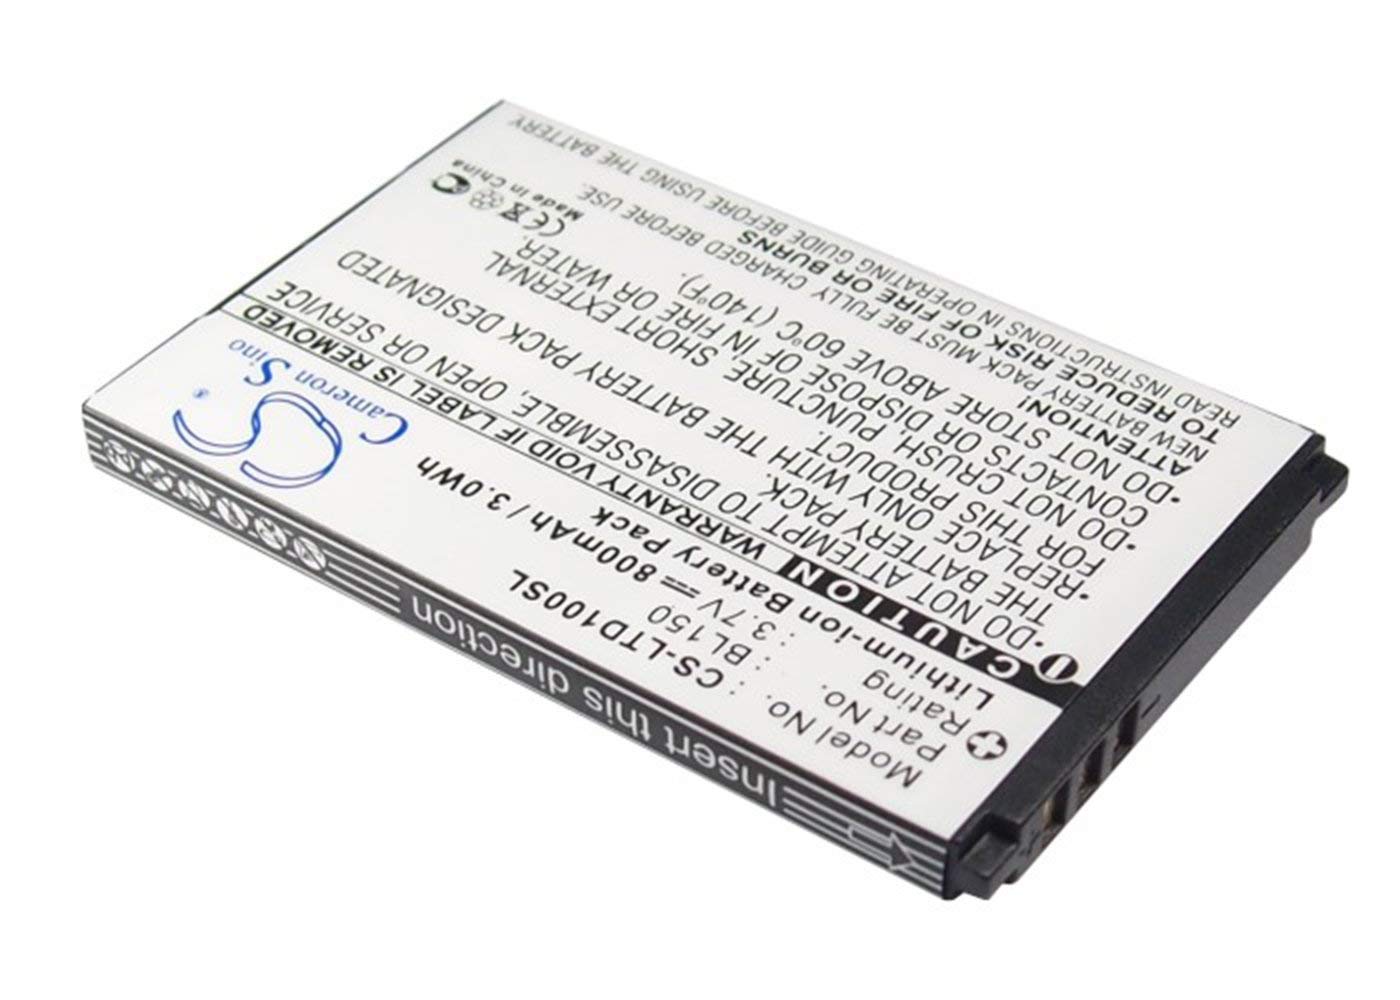 Model No. : CS-LTD100SL
Part No. : BL150
Rating : 3.7V 800mAh / 3.0Wh
Lithium-ion Battery Pack
CAUTION WARRANTY VOID IF LABEL IS REMOVED
•DO NOT ATTEMPT TO DISASSEMBLE, OPEN OR SERVICE
THE BATTERY PACK.
•REPLACE ONLY WITH THE BATTERY PACK DESIGNATED
FOR THIS PRODUCT.
•DO NOT CRUSH, PUNCTURE, SHORT EXTERNAL
CONTACTS OR DISPOSE OF IN FIRE OR WATER.
•DO NOT STORE ABOVE 60°C (140°F).
ATTENTION!
NEW BATTERY PACK MUST BE FULLY CHARGED BEFORE USE.
TO REDUCE RISK OF FIRE OR BURNS
READ INSTRUCTIONS IN OPERATING GUIDE BEFORE USING THE BATTERY
Cameron Sino
®
CE
Made in China
Insert this direction